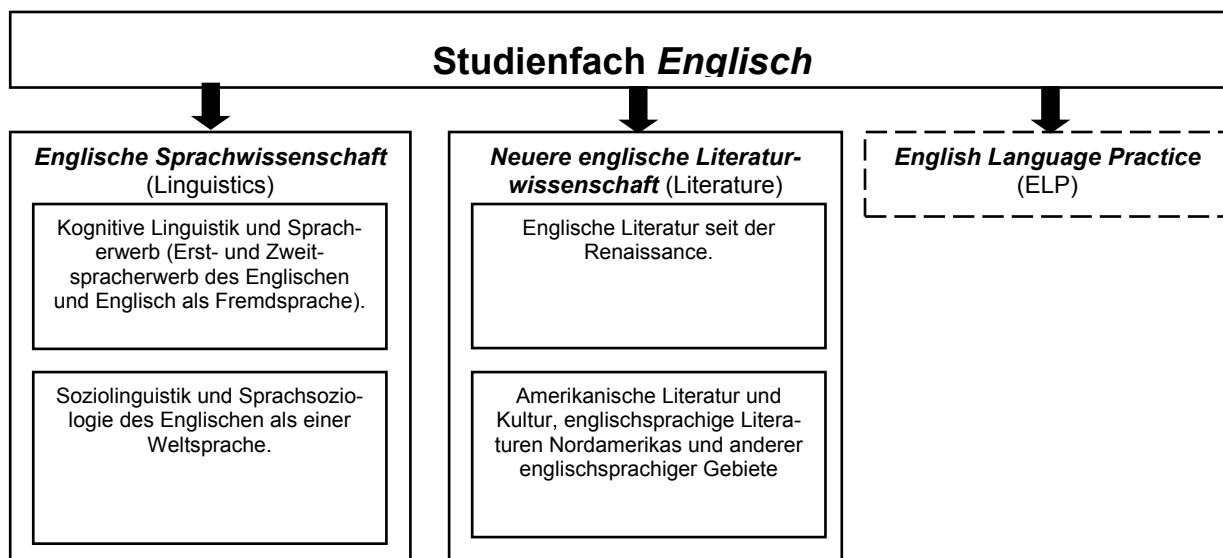 Studienfach Englisch
Englische Sprachwissenschaft
(Linguistics)
Kognitive Linguistik und Sprach-
erwerb (Erst- und Zweit-
spracherwerb des Englischen
und Englisch als Fremdsprache).
Soziolinguistik und Sprachsozio-
logie des Englischen als einer
Weltsprache.
Neuere englische Literatur-
wissenschaft (Literature)
Englische Literatur seit der
Renaissance.
Amerikanische Literatur und
Kultur, englischsprachige Litera-
turen Nordamerikas und anderer
englischsprachiger Gebiete
English Language Practice
(ELP)